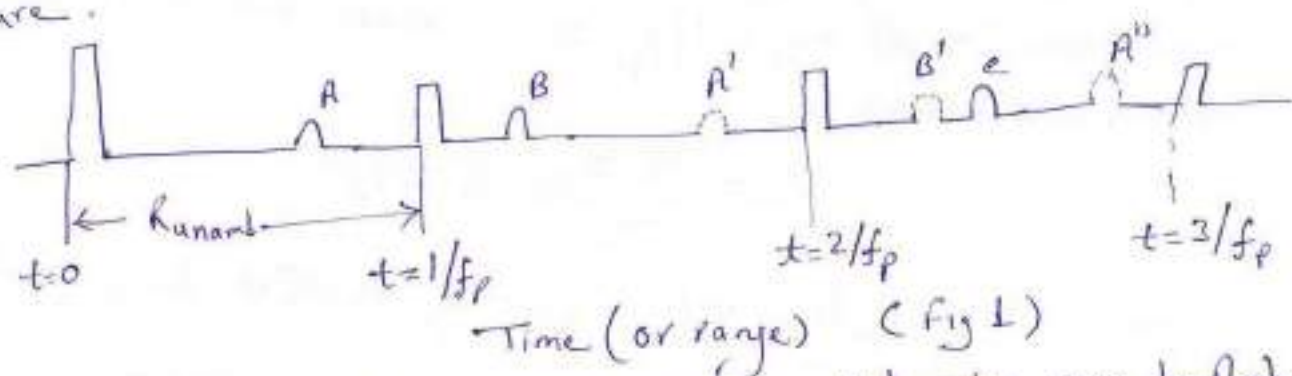 are.
A B A' B' C A''
Runamb
t=0 t=1/fp t=2/fp t=3/fp
Time (or range) (Fig 1)